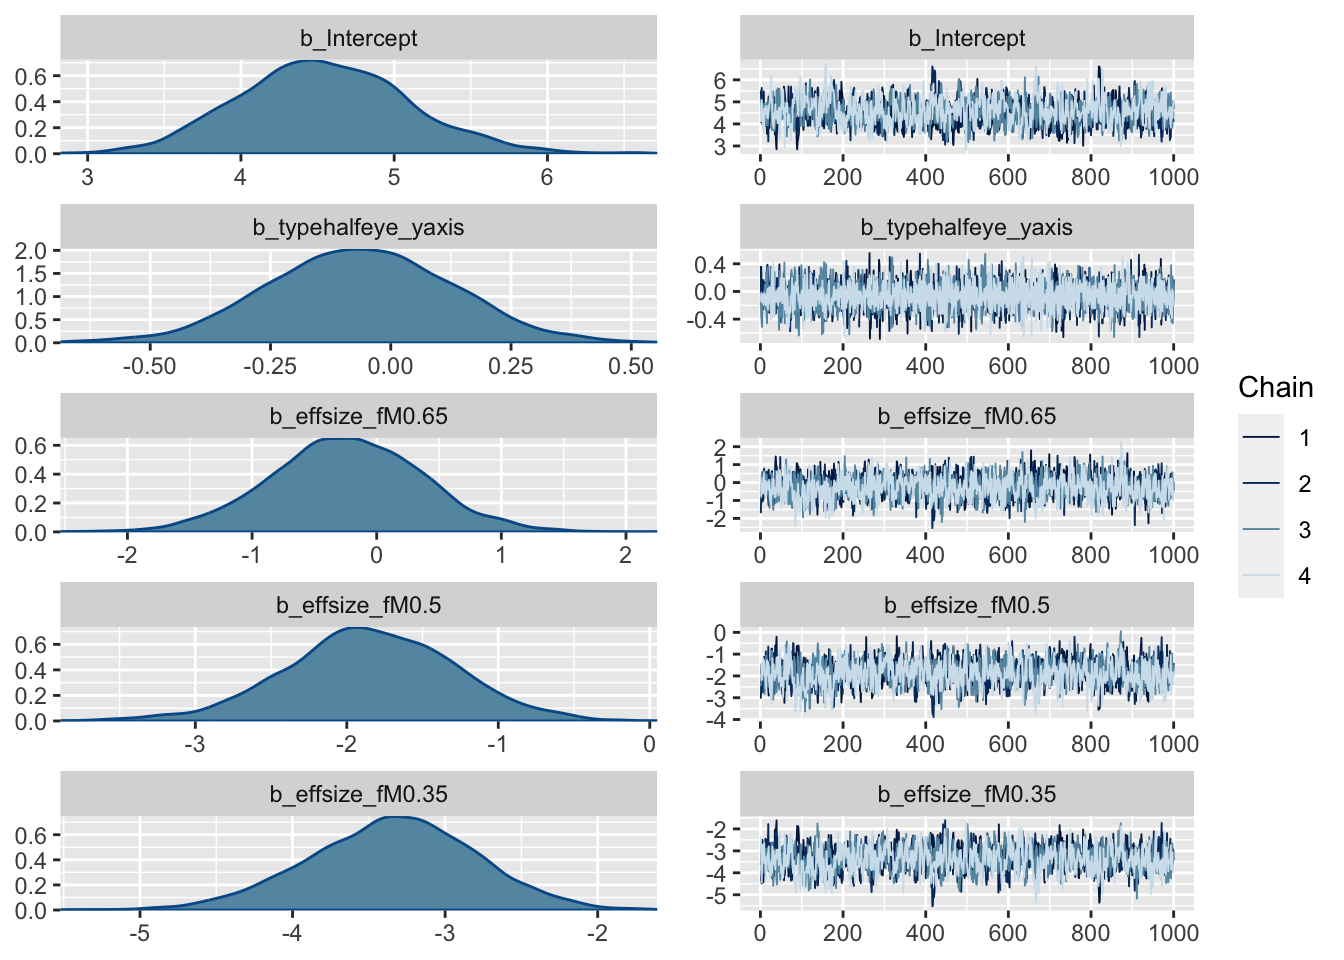 b_Intercept
0.6
0.4
0.2
0.0
3 4 5 6
b_Intercept
6
5
4
3
0 200 400 600 800 1000
b_typehalfeye_yaxis
2.0
1.5
1.0
0.5
0.0
-0.50 -0.25 0.00 0.25 0.50
b_typehalfeye_yaxis
0.4
0.0
-0.4
0 200 400 600 800 1000
b_effsize_fM0.65
0.6
0.4
0.2
0.0
-2 -1 0 1 2
b_effsize_fM0.65
2
1
0
-1
-2
0 200 400 600 800 1000
b_effsize_fM0.5
0.6
0.4
0.2
0.0
-3 -2 -1 0
b_effsize_fM0.5
0
-1
-2
-3
-4
0 200 400 600 800 1000
b_effsize_fM0.35
0.6
0.4
0.2
0.0
-5 -4 -3 -2
b_effsize_fM0.35
-2
-3
-4
-5
0 200 400 600 800 1000
Chain
1
2
3
4